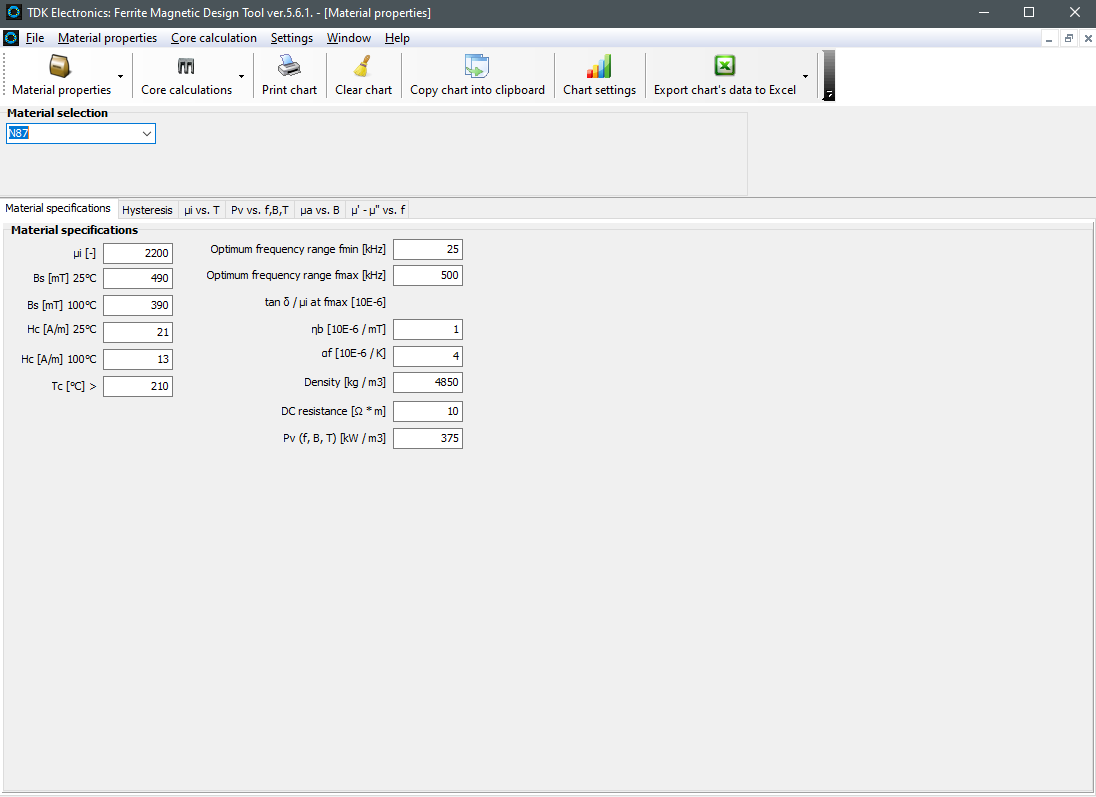 TDK Electronics: Ferrite Magnetic Design Tool ver.5.6.1. - [Material properties]
File Material properties Core calculation Settings Window Help
Material properties Core calculations Print chart Clear chart Copy chart into clipboard Chart settings Export chart's data to Excel
Material selection
N87
Material specifications Hysteresis µi vs. T Pv vs. f,B,T µa vs. B µ' - µ" vs. f
Material specifications
µi [-] 2200 Optimum frequency range fmin [kHz] 25
Bs [mT] 25°C 490 Optimum frequency range fmax [kHz] 500
Bs [mT] 100°C 390 tan δ / µi at fmax [10E-6]
Hc [A/m] 25°C 21 ηb [10E-6 / mT] 1
Hc [A/m] 100°C 13 αf [10E-6 / K] 4
Tc [°C] > 210 Density [kg / m3] 4850
DC resistance [Ω * m] 10
Pv (f, B, T) [kW / m3] 375